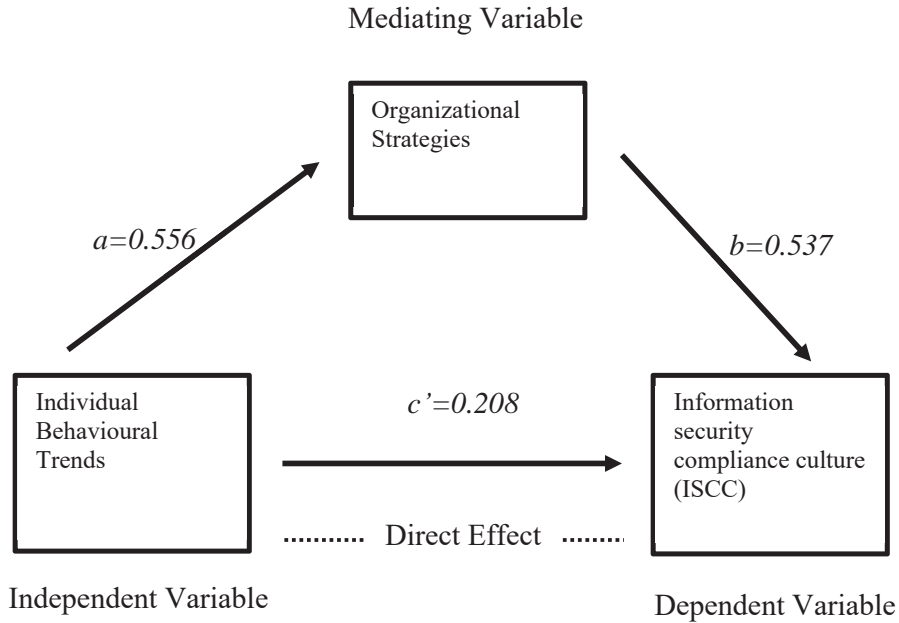 Mediating Variable
Organizational
Strategies
a=0.556
b=0.537
Individual
Behavioural
Trends
c’=0.208
Information
security
compliance culture
(ISCC)
Direct Effect
Independent Variable
Dependent Variable